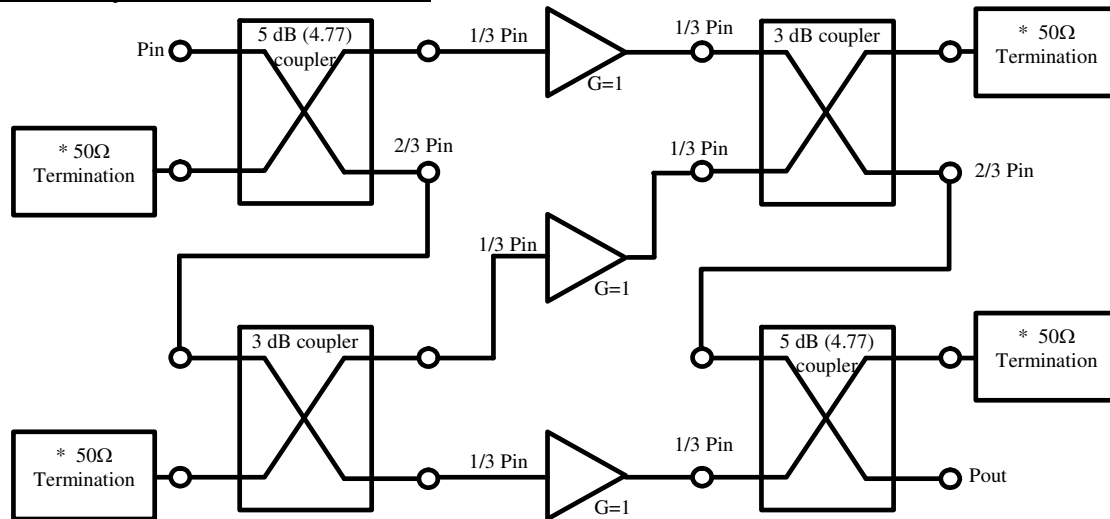 5 dB (4.77)
coupler
Pin
1/3 Pin
G=1
1/3 Pin
3 dB coupler
* 50Ω
Termination
* 50Ω
Termination
2/3 Pin
1/3 Pin
2/3 Pin
1/3 Pin
G=1
3 dB coupler
5 dB (4.77)
coupler
* 50Ω
Termination
* 50Ω
Termination
1/3 Pin
G=1
1/3 Pin
Pout